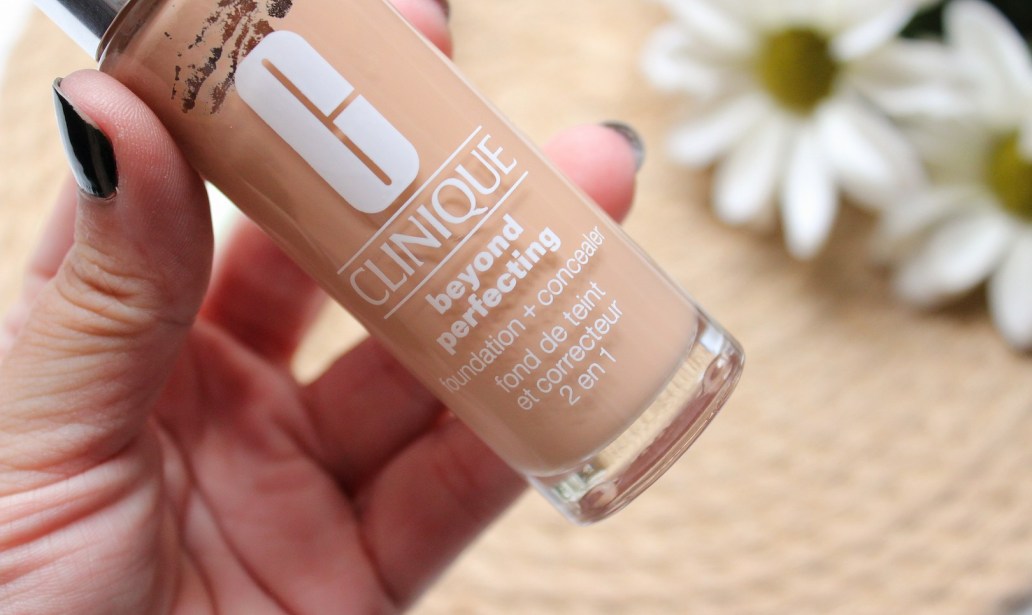 C
CLINIQUE
beyond
perfecting
foundation + concealer
fond de teint
et correcteur
2 en 1